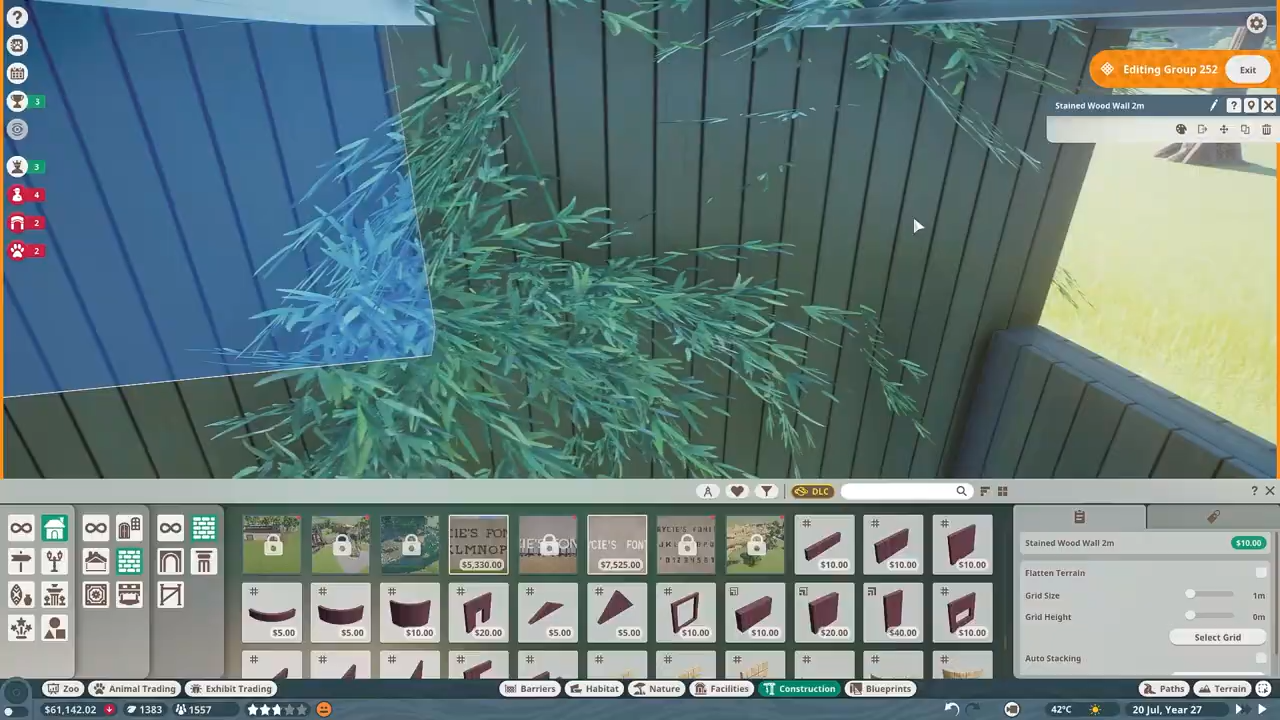 Editing Group 252
Exit
3
Stained Wood Wall 2m
3
4
2
2
DLC
CIE'S FON
ELMNOP
$5,330.00
$7,525.00
$10.00
$10.00
$10.00
$5.00
$5.00
$10.00
$20.00
$5.00
$5.00
$10.00
$10.00
$20.00
$40.00
$10.00
Stained Wood Wall 2m
$10.00
Flatten Terrain
Grid Size
1m
Grid Height
0m
Select Grid
Auto Stacking
Zoo
Animal Trading
Exhibit Trading
Barriers
Habitat
Nature
Facilities
Construction
Blueprints
Paths
Terrain
$61,142.02
1383
1557
42°C
20 Jul, Year 27